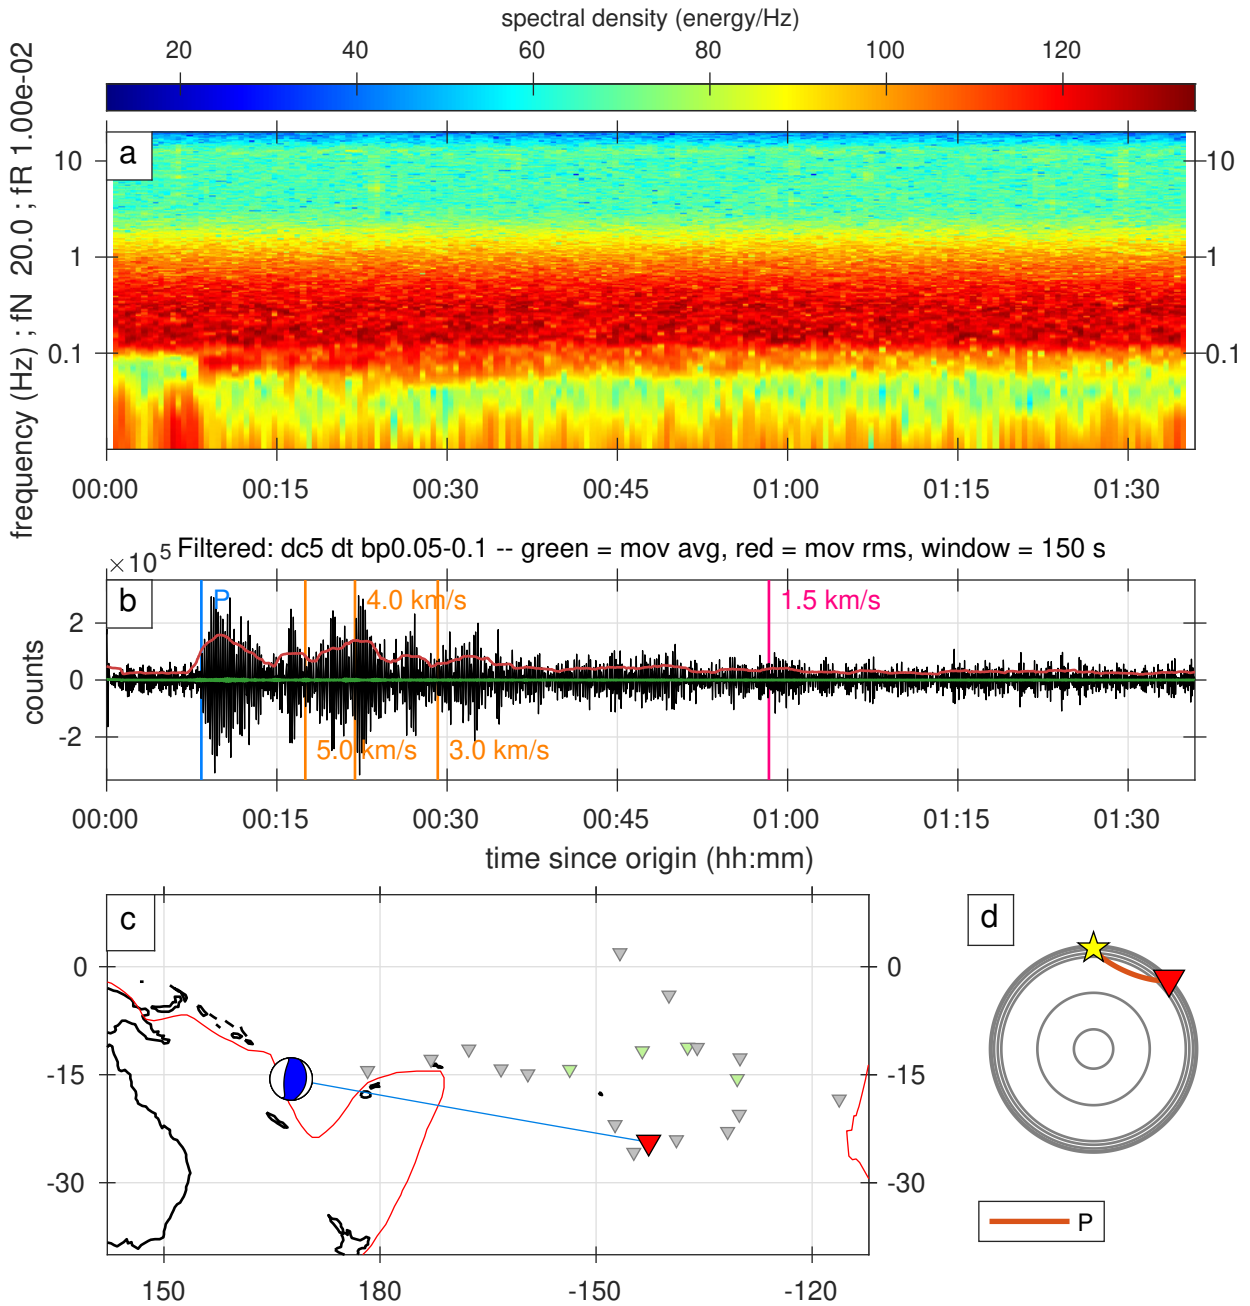 spectral density (energy/Hz)
20 40 60 80 100 120
frequency (Hz) ; fN 20.0 ; fR 1.00e-02
a
10 10
1 1
0.1 0.1
00:00 00:15 00:30 00:45 01:00 01:15 01:30
×10^5 Filtered: dc5 dt bp0.05-0.1 -- green = mov avg, red = mov rms, window = 150 s
b
P 4.0 km/s 1.5 km/s
counts
2
0
-2
5.0 km/s 3.0 km/s
00:00 00:15 00:30 00:45 01:00 01:15 01:30
time since origin (hh:mm)
c d
0 0
-15 -15
-30 -30
P
150 180 -150 -120